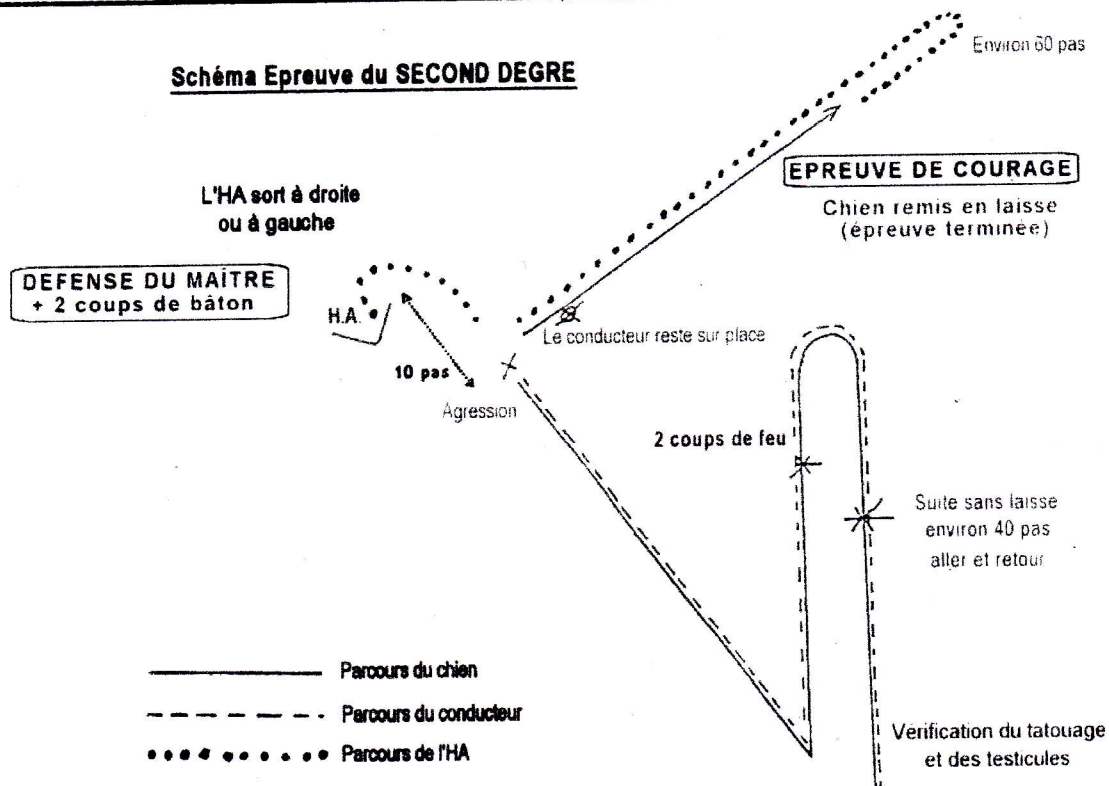 Schéma Epreuve du SECOND DEGRE
Environ 60 pas
EPREUVE DE COURAGE
Chien remis en laisse
(épreuve terminée)
L'HA sort à droite
ou à gauche
DEFENSE DU MAÎTRE
+ 2 coups de bâton
H.A.
Le conducteur reste sur place
10 pas
Agression
2 coups de feu
Suite sans laisse
environ 40 pas
aller et retour
Parcours du chien
Parcours du conducteur
Parcours de l'HA
Vérification du tatouage
et des testicules